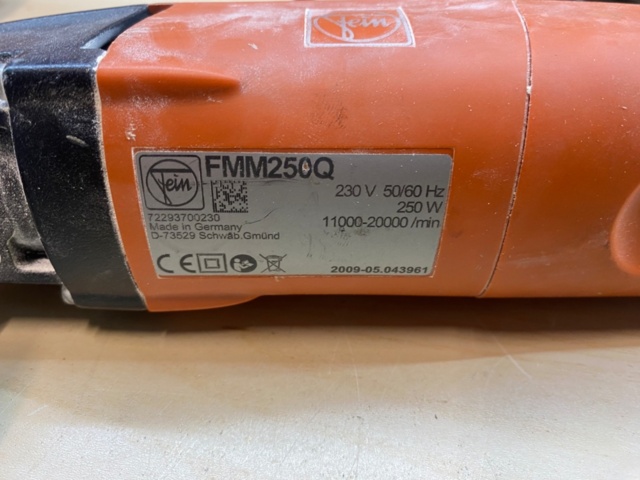 Fein
Fein
FMM250Q
230 V 50/60 Hz
250 W
11000-20000 /min
72293700230
Made in Germany
D-73529 Schwäb.Gmünd
CE
2009-05.043961